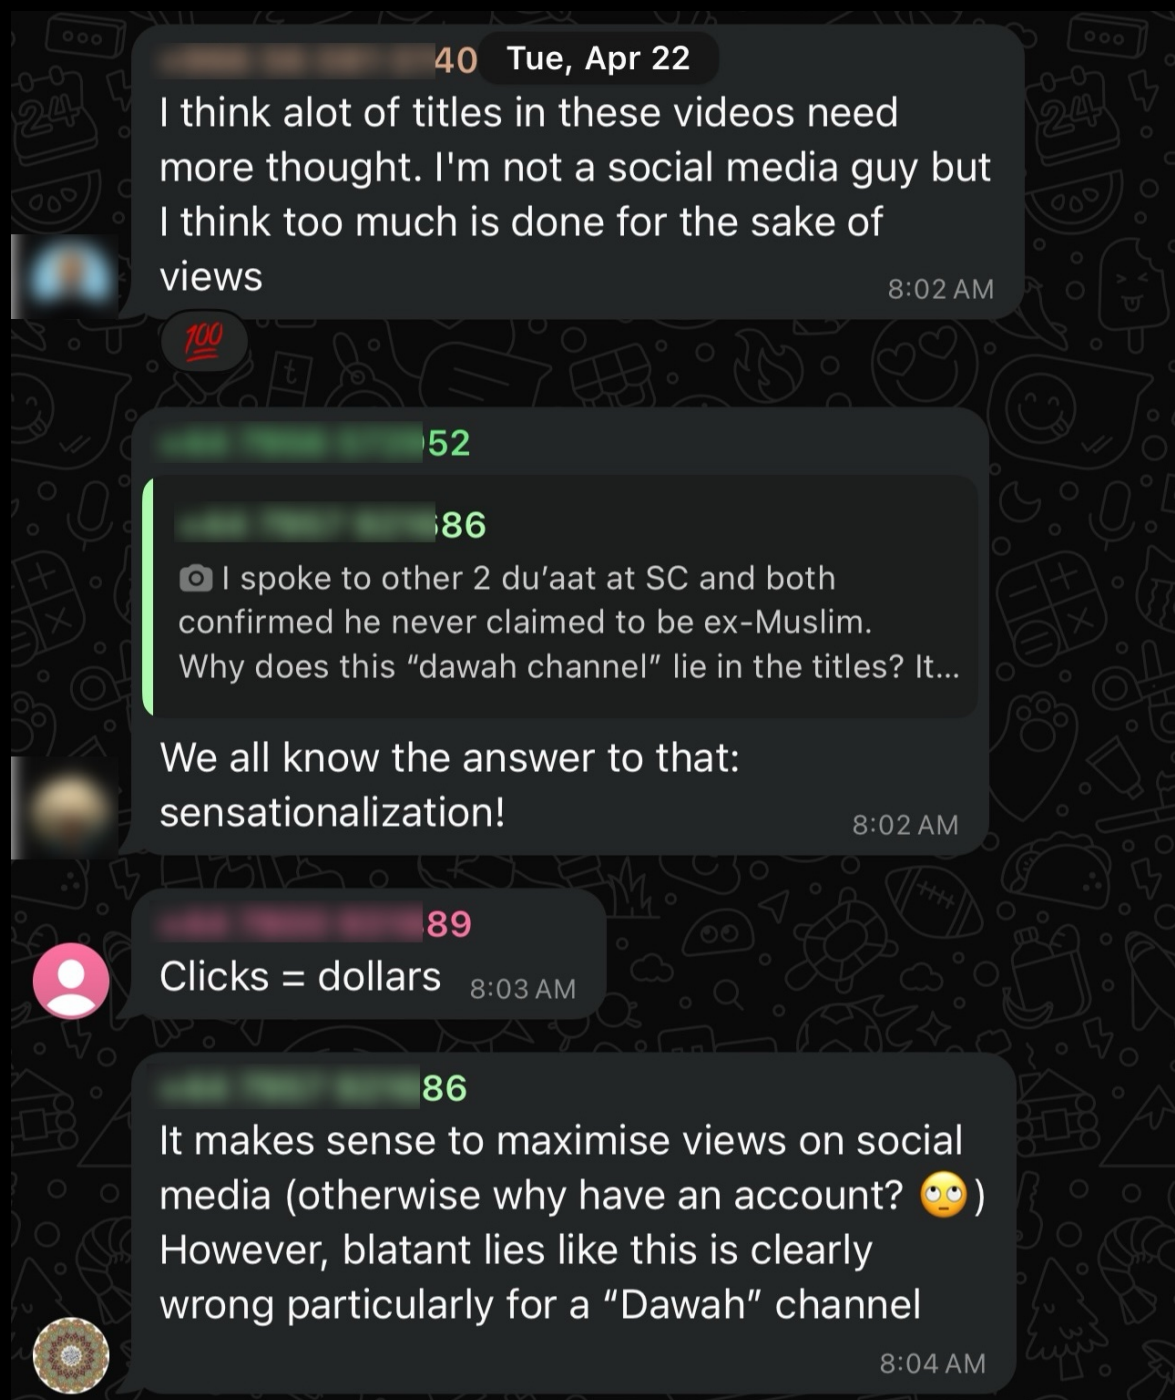 40
Tue, Apr 22
I think alot of titles in these videos need
more thought. I'm not a social media guy but
I think too much is done for the sake of
views
8:02 AM
💯
52
86
I spoke to other 2 du’aat at SC and both
confirmed he never claimed to be ex-Muslim.
Why does this “dawah channel” lie in the titles? It...
We all know the answer to that:
sensationalization!
8:02 AM
89
Clicks = dollars 8:03 AM
86
It makes sense to maximise views on social
media (otherwise why have an account? 🙄)
However, blatant lies like this is clearly
wrong particularly for a “Dawah” channel
8:04 AM